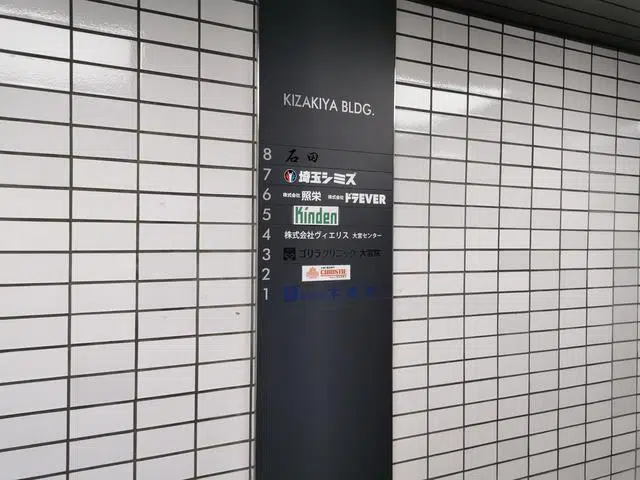 KIZAKIYA BLDG.
8 石田
7 埼玉シミズ
6 株式会社 照栄 株式会社 ドラEVER
5 Kinden
4 株式会社ヴィエリス 大宮センター
3 ゴリラクリニック 大宮院
2 CHRISTIE
1